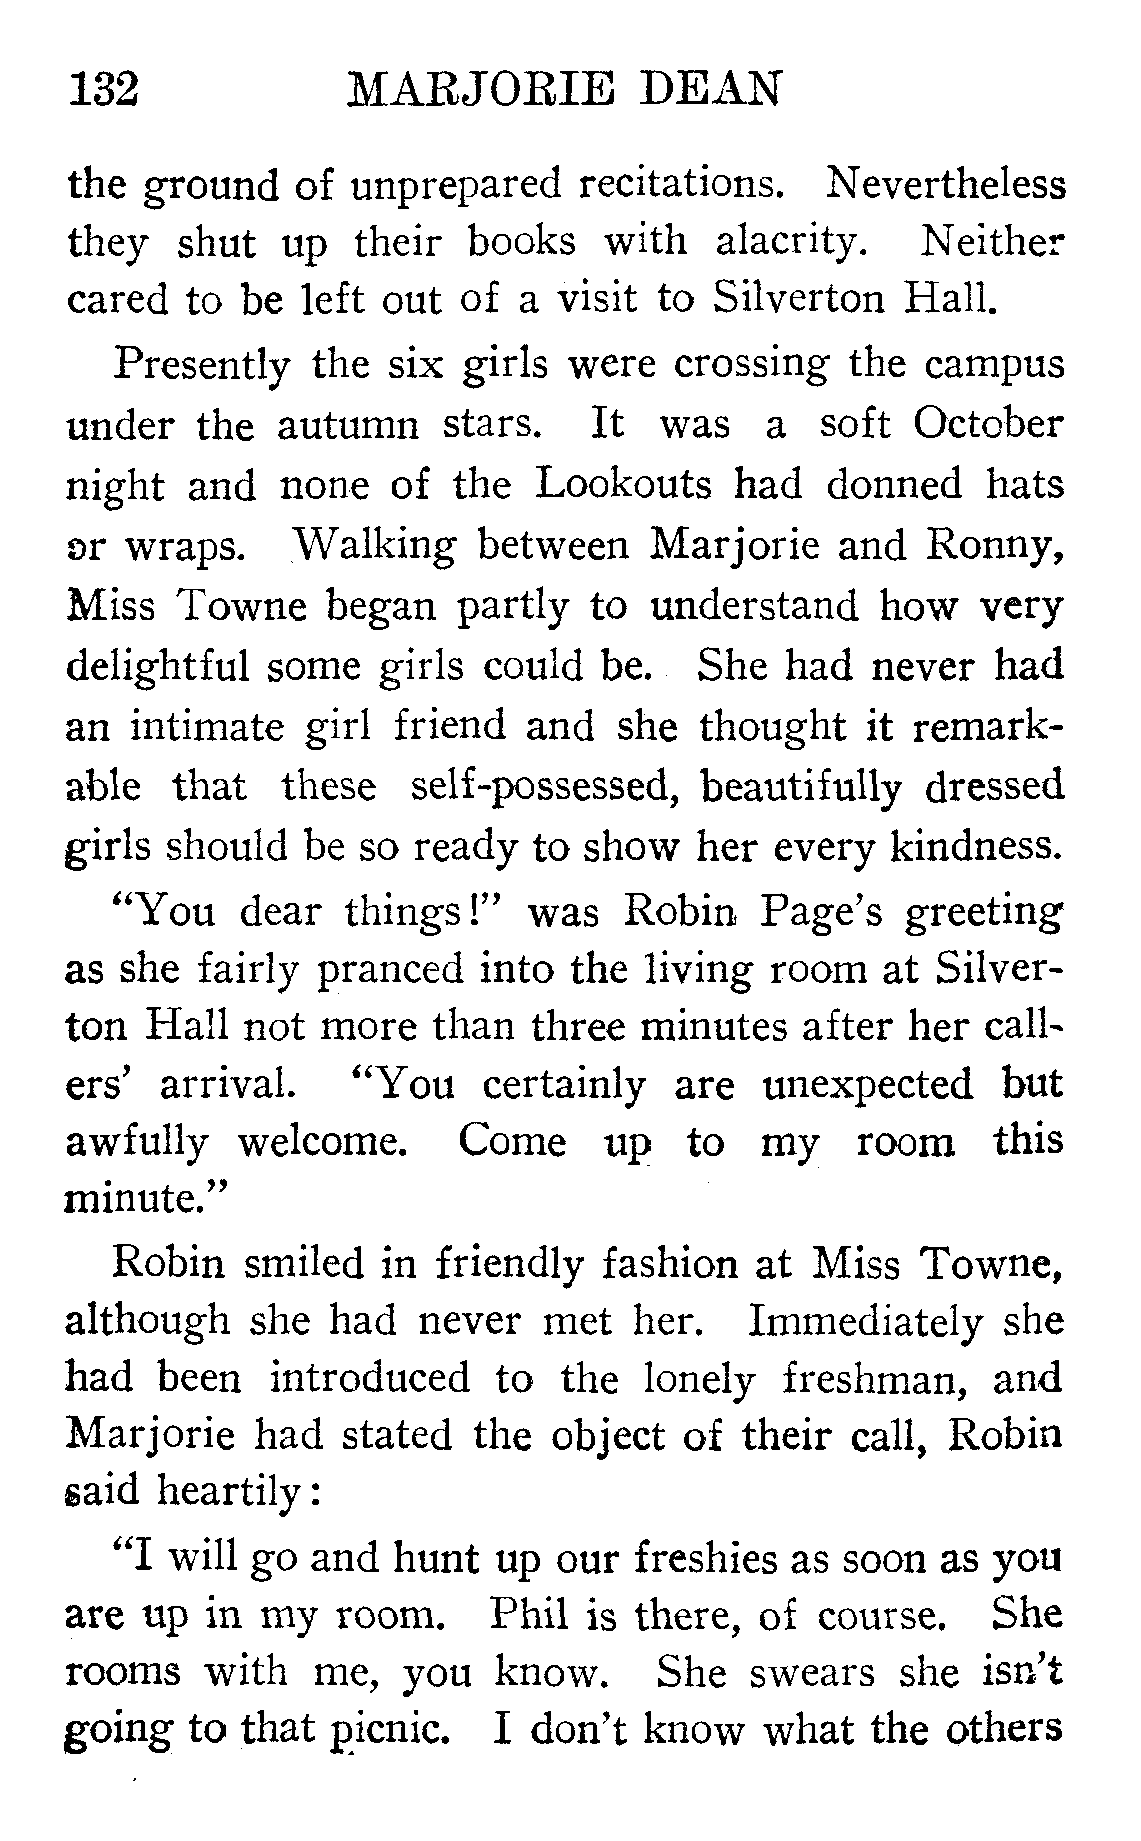 132 MARJORIE DEAN
the ground of unprepared recitations. Nevertheless
they shut up their books with alacrity. Neither
cared to be left out of a visit to Silverton Hall.
Presently the six girls were crossing the campus
under the autumn stars. It was a soft October
night and none of the Lookouts had donned hats
or wraps. Walking between Marjorie and Ronny,
Miss Towne began partly to understand how very
delightful some girls could be. She had never had
an intimate girl friend and she thought it remark-
able that these self-possessed, beautifully dressed
girls should be so ready to show her every kindness.
“You dear things!” was Robin Page’s greeting
as she fairly pranced into the living room at Silver-
ton Hall not more than three minutes after her call-
ers’ arrival. “You certainly are unexpected but
awfully welcome. Come up to my room this
minute.”
Robin smiled in friendly fashion at Miss Towne,
although she had never met her. Immediately she
had been introduced to the lonely freshman, and
Marjorie had stated the object of their call, Robin
said heartily:
“I will go and hunt up our freshies as soon as you
are up in my room. Phil is there, of course. She
rooms with me, you know. She swears she isn’t
going to that picnic. I don’t know what the others